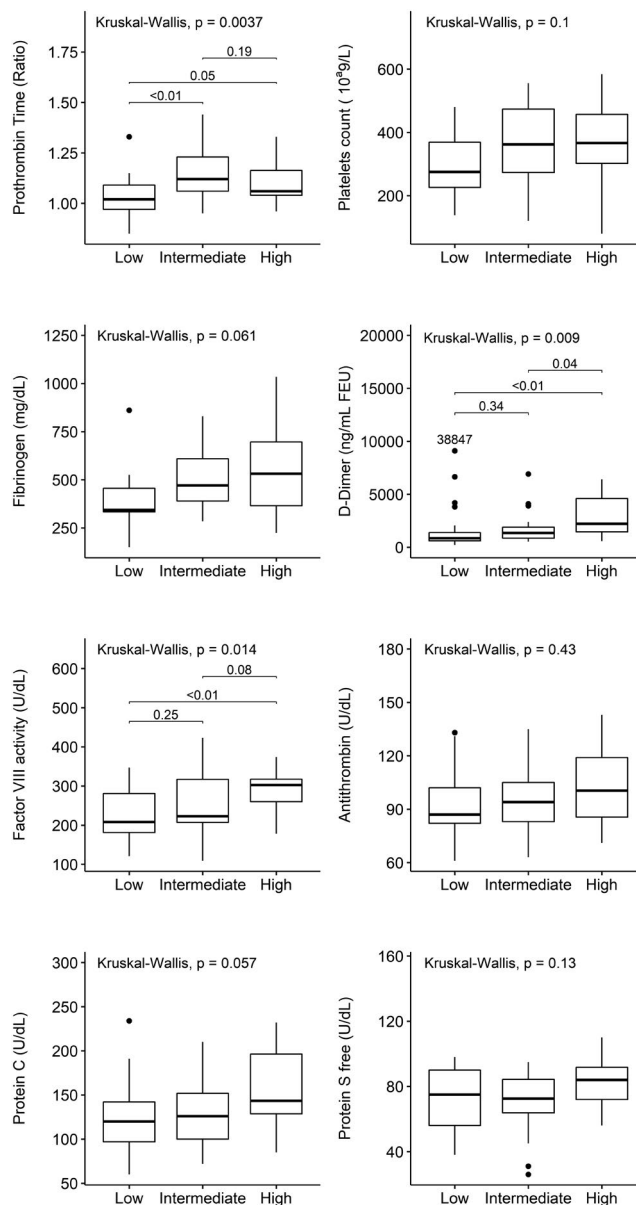 Kruskal-Wallis, p = 0.0037
Prothrombin Time (Ratio)
1.75
1.50
1.25
1.00
0.19
0.05
<0.01
Low Intermediate High
Kruskal-Wallis, p = 0.1
Platelets count ( 10ª9/L)
600
400
200
Low Intermediate High
Kruskal-Wallis, p = 0.061
Fibrinogen (mg/dL)
1250
1000
750
500
250
Low Intermediate High
Kruskal-Wallis, p = 0.009
D-Dimer (ng/mL FEU)
20000
15000
10000
5000
0
0.04
<0.01
0.34
38847
Low Intermediate High
Kruskal-Wallis, p = 0.014
Factor VIII activity (U/dL)
600
500
400
300
200
100
0.08
<0.01
0.25
Low Intermediate High
Kruskal-Wallis, p = 0.43
Antithrombin (U/dL)
180
150
120
90
60
Low Intermediate High
Kruskal-Wallis, p = 0.057
Protein C (U/dL)
300
250
200
150
100
50
Low Intermediate High
Kruskal-Wallis, p = 0.13
Protein S free (U/dL)
160
120
80
40
Low Intermediate High